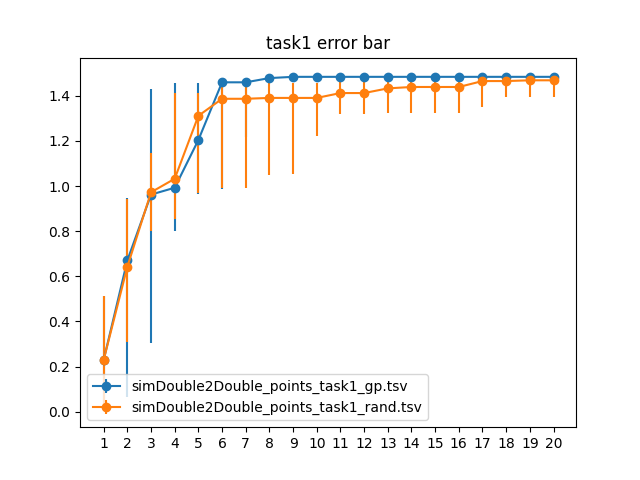 task1 error bar
1.4
1.2
1.0
0.8
0.6
0.4
0.2
0.0
simDouble2Double_points_task1_gp.tsv
simDouble2Double_points_task1_rand.tsv
1 2 3 4 5 6 7 8 9 10 11 12 13 14 15 16 17 18 19 20